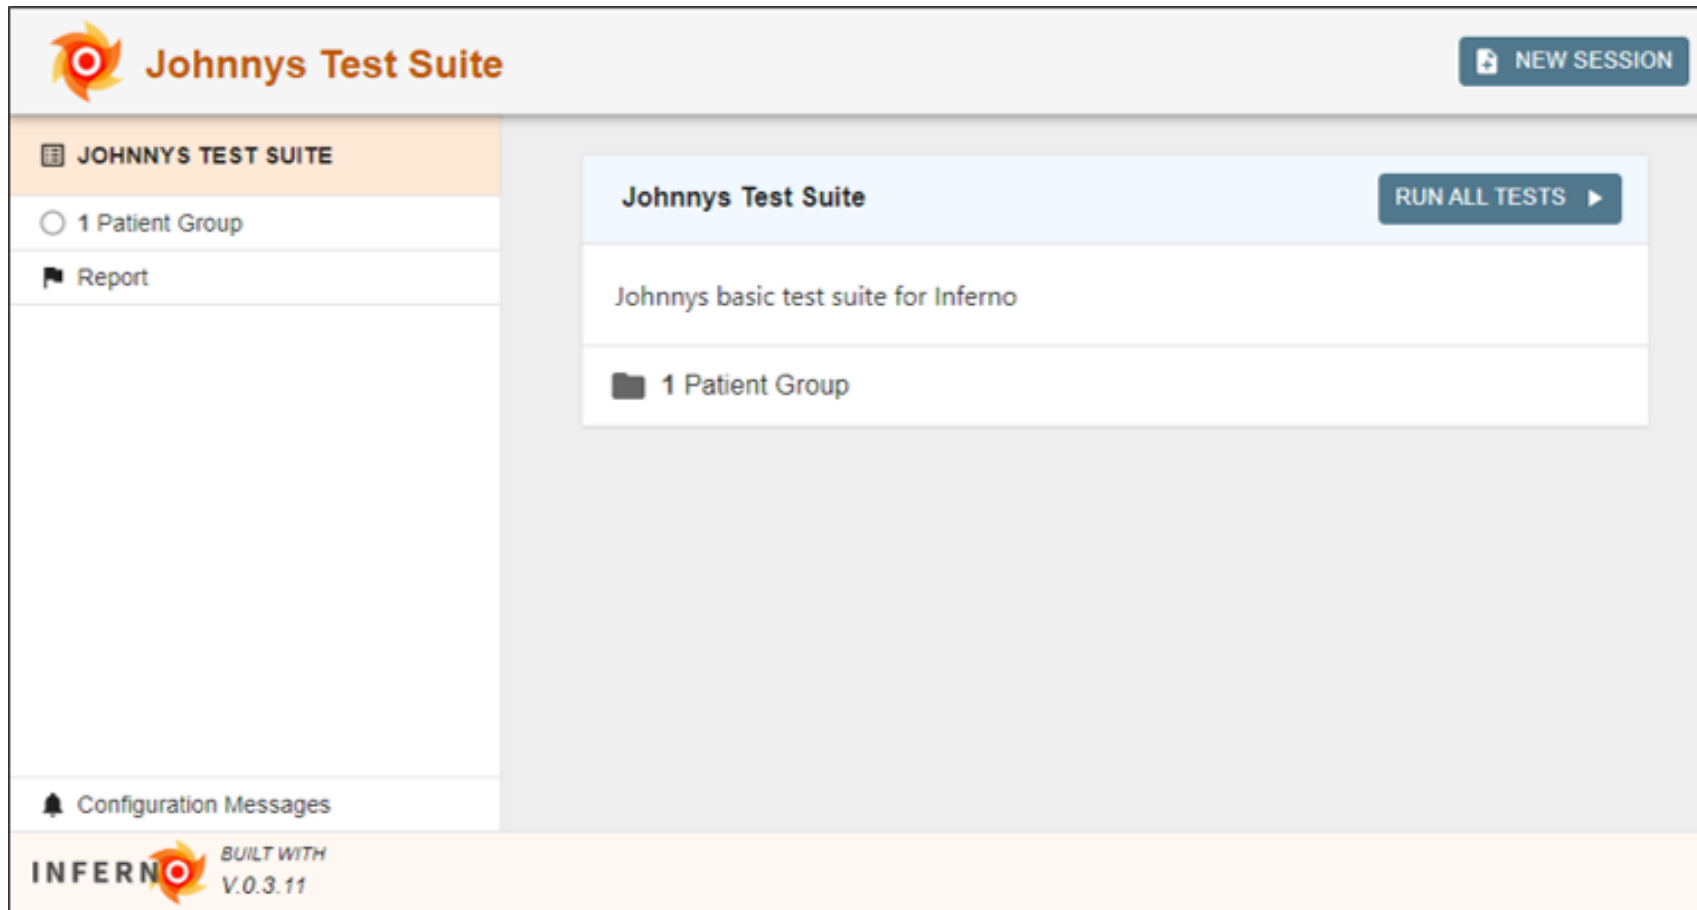 Johnnys Test Suite
NEW SESSION
JOHNNYS TEST SUITE
1 Patient Group
Report
Johnnys Test Suite
RUN ALL TESTS
Johnnys basic test suite for Inferno
1 Patient Group
Configuration Messages
INFERNO
BUILT WITH
V.0.3.11